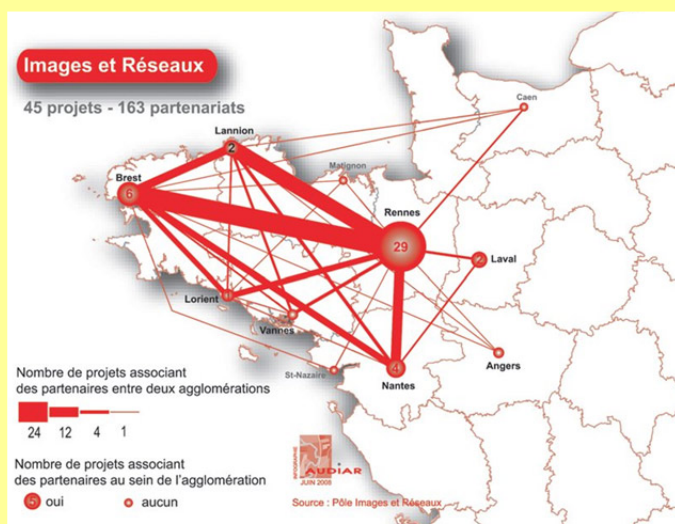 Images et Réseaux
45 projets - 163 partenariats
Caen
Lannion
2
Matignon
Brest
6
Rennes
29
2
Laval
Lorient
Vannes
Angers
St-Nazaire
4
Nantes
Nombre de projets associant
des partenaires entre deux agglomérations
24 12 4 1
Nombre de projets associant
des partenaires au sein de l'agglomération
5 oui aucun
AUDIAR
JUIN 2008
Source : Pôle Images et Réseaux